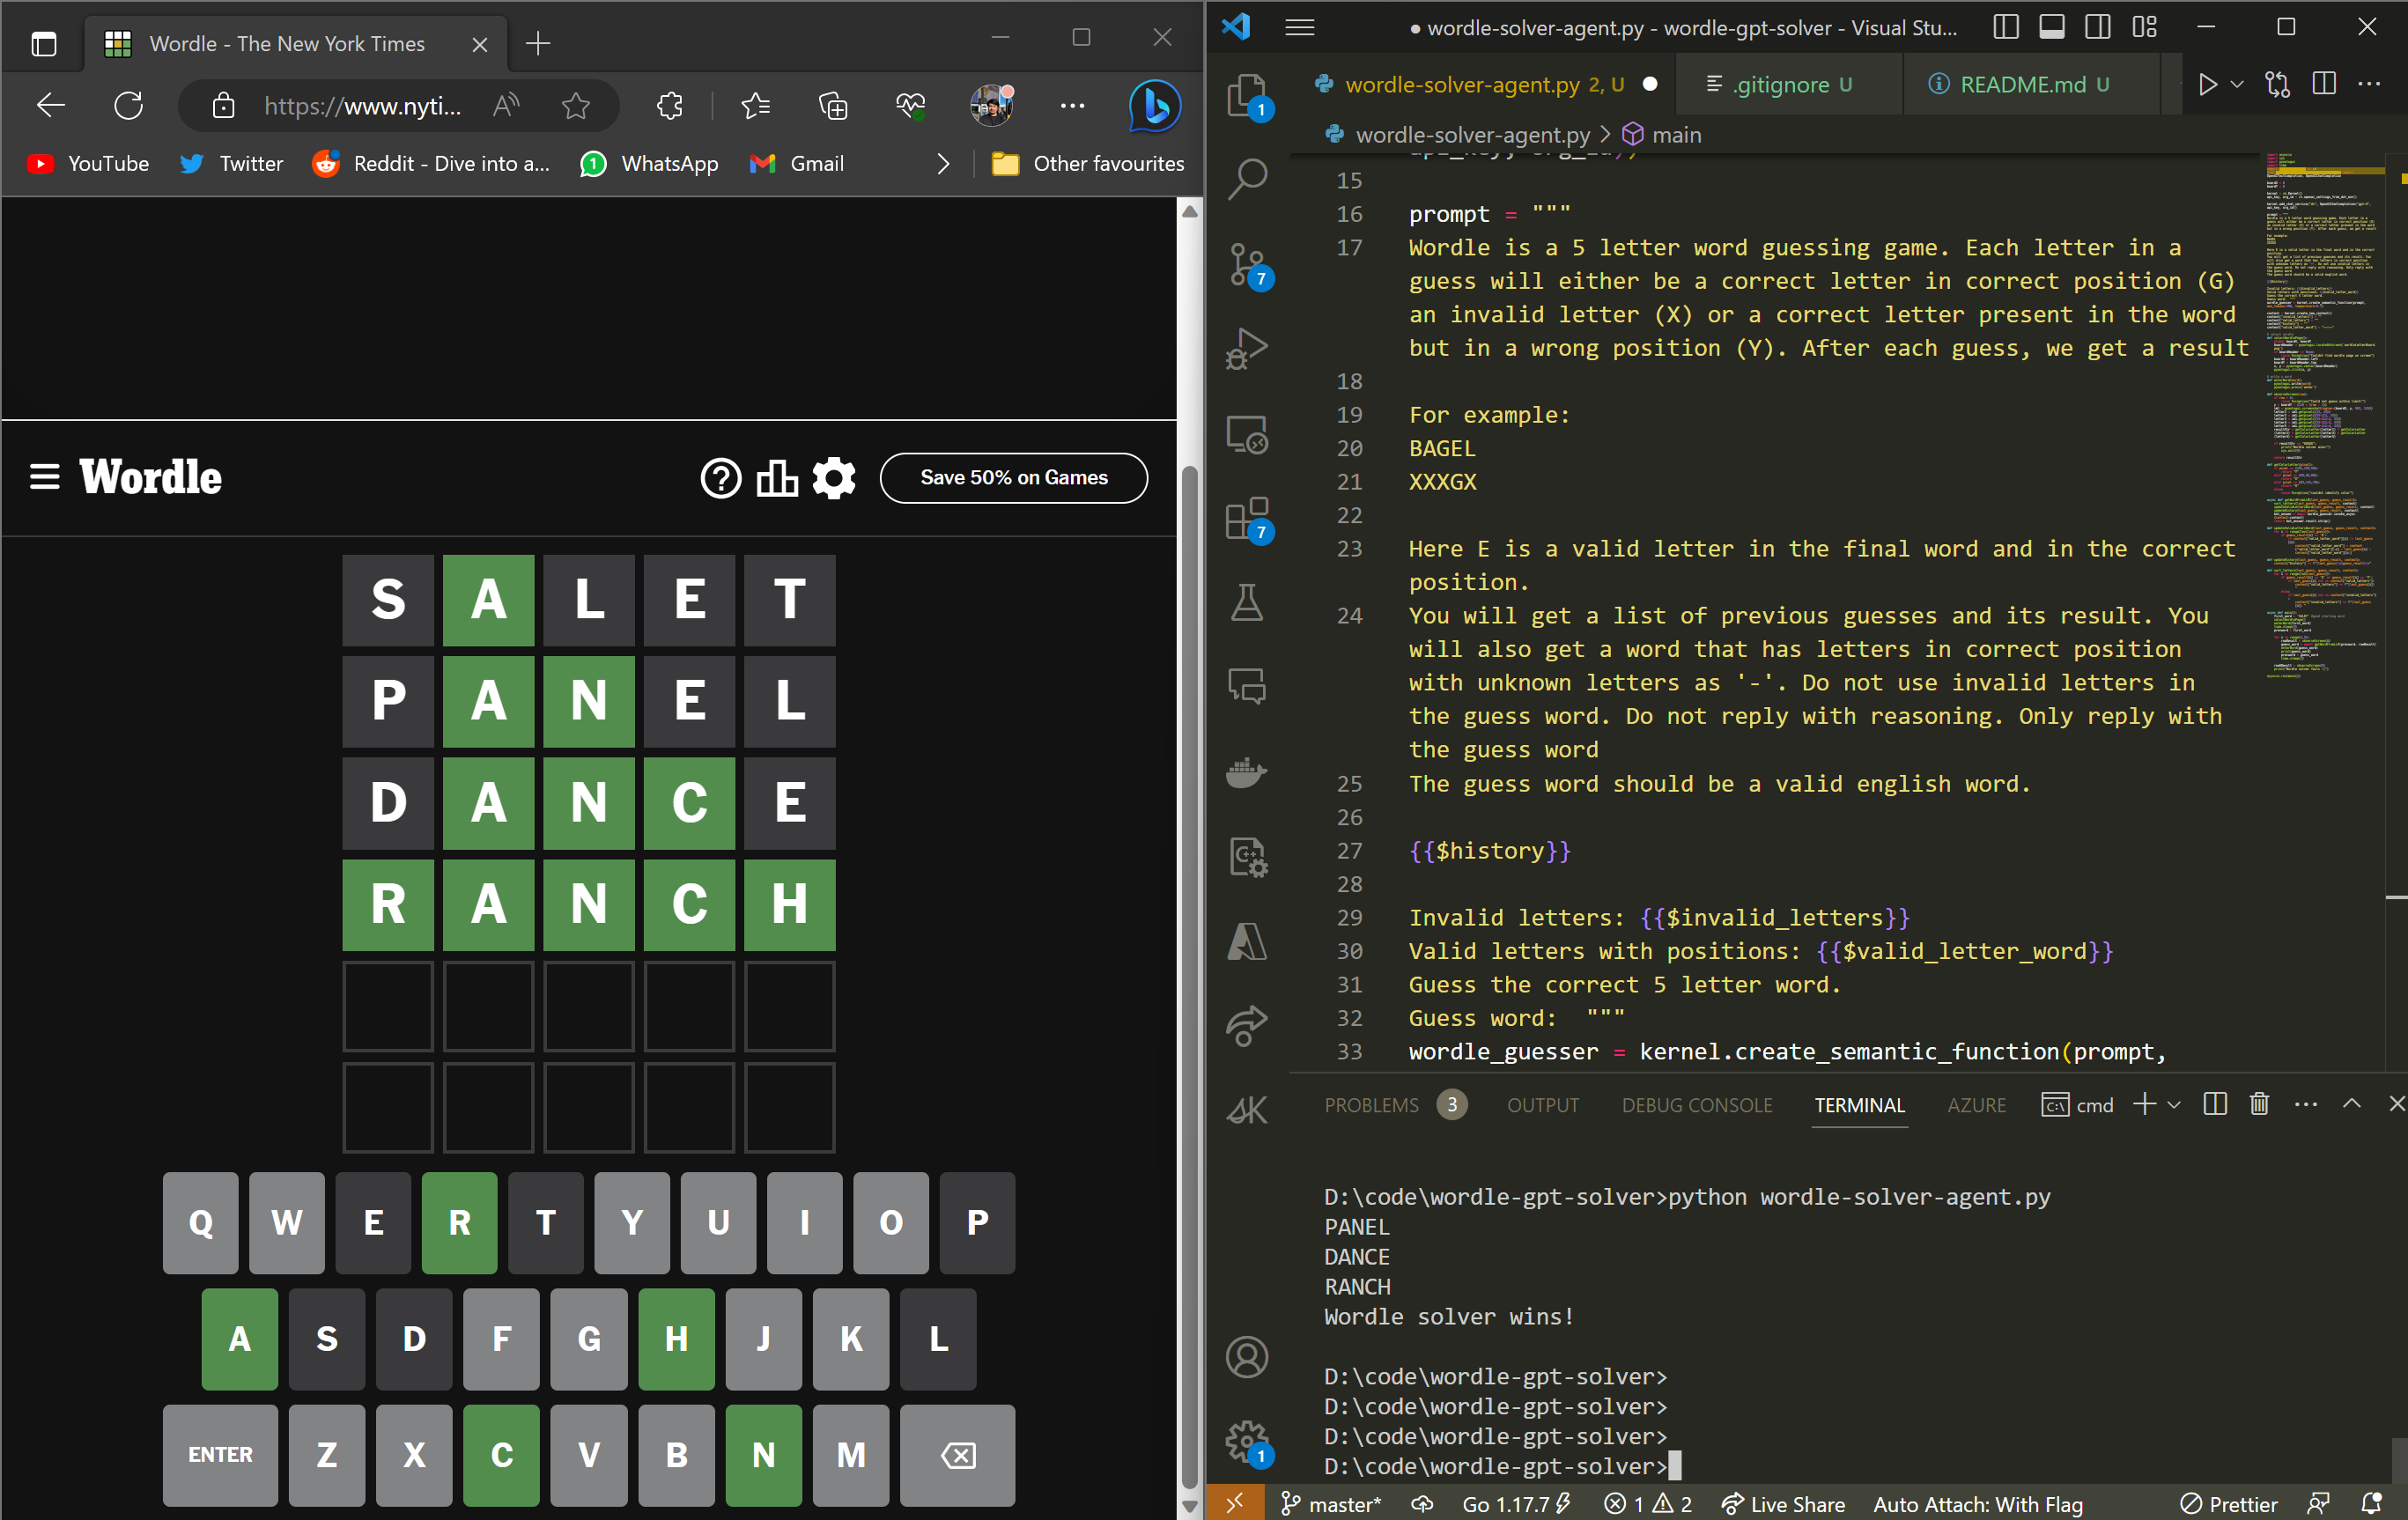 Wordle - The New York Times
https://www.nyti...
YouTube
Twitter
Reddit - Dive into a...
WhatsApp
Gmail
Other favourites
Wordle
Save 50% on Games
S A L E T
P A N E L
D A N C E
R A N C H
Q W E R T Y U I O P
A S D F G H J K L
ENTER Z X C V B N M
● wordle-solver-agent.py - wordle-gpt-solver - Visual Stu...
wordle-solver-agent.py 2, U ●
.gitignore U
README.md U
wordle-solver-agent.py > main
15
16 prompt = """
17 Wordle is a 5 letter word guessing game. Each letter in a
guess will either be a correct letter in correct position (G)
an invalid letter (X) or a correct letter present in the word
but in a wrong position (Y). After each guess, we get a result
18
19 For example:
20 BAGEL
21 XXXGX
22
23 Here E is a valid letter in the final word and in the correct
position.
24 You will get a list of previous guesses and its result. You
will also get a word that has letters in correct position
with unknown letters as '-'. Do not use invalid letters in
the guess word. Do not reply with reasoning. Only reply with
the guess word
25 The guess word should be a valid english word.
26
27 {{$history}}
28
29 Invalid letters: {{$invalid_letters}}
30 Valid letters with positions: {{$valid_letter_word}}
31 Guess the correct 5 letter word.
32 Guess word:  """
33 wordle_guesser = kernel.create_semantic_function(prompt,
PROBLEMS 3 OUTPUT DEBUG CONSOLE TERMINAL AZURE cmd
D:\code\wordle-gpt-solver>python wordle-solver-agent.py
PANEL
DANCE
RANCH
Wordle solver wins!
D:\code\wordle-gpt-solver>
D:\code\wordle-gpt-solver>
D:\code\wordle-gpt-solver>
D:\code\wordle-gpt-solver>
master* Go 1.17.7 1 2 Live Share Auto Attach: With Flag Prettier